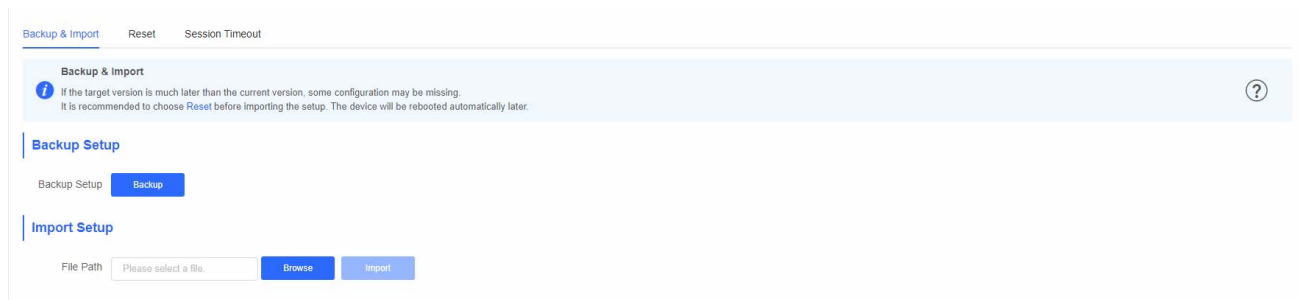 Backup & Import Reset Session Timeout
Backup & Import
If the target version is much later than the current version, some configuration may be missing.
It is recommended to choose Reset before importing the setup. The device will be rebooted automatically later.
Backup Setup
Backup Setup Backup
Import Setup
File Path Please select a file. Browse Import